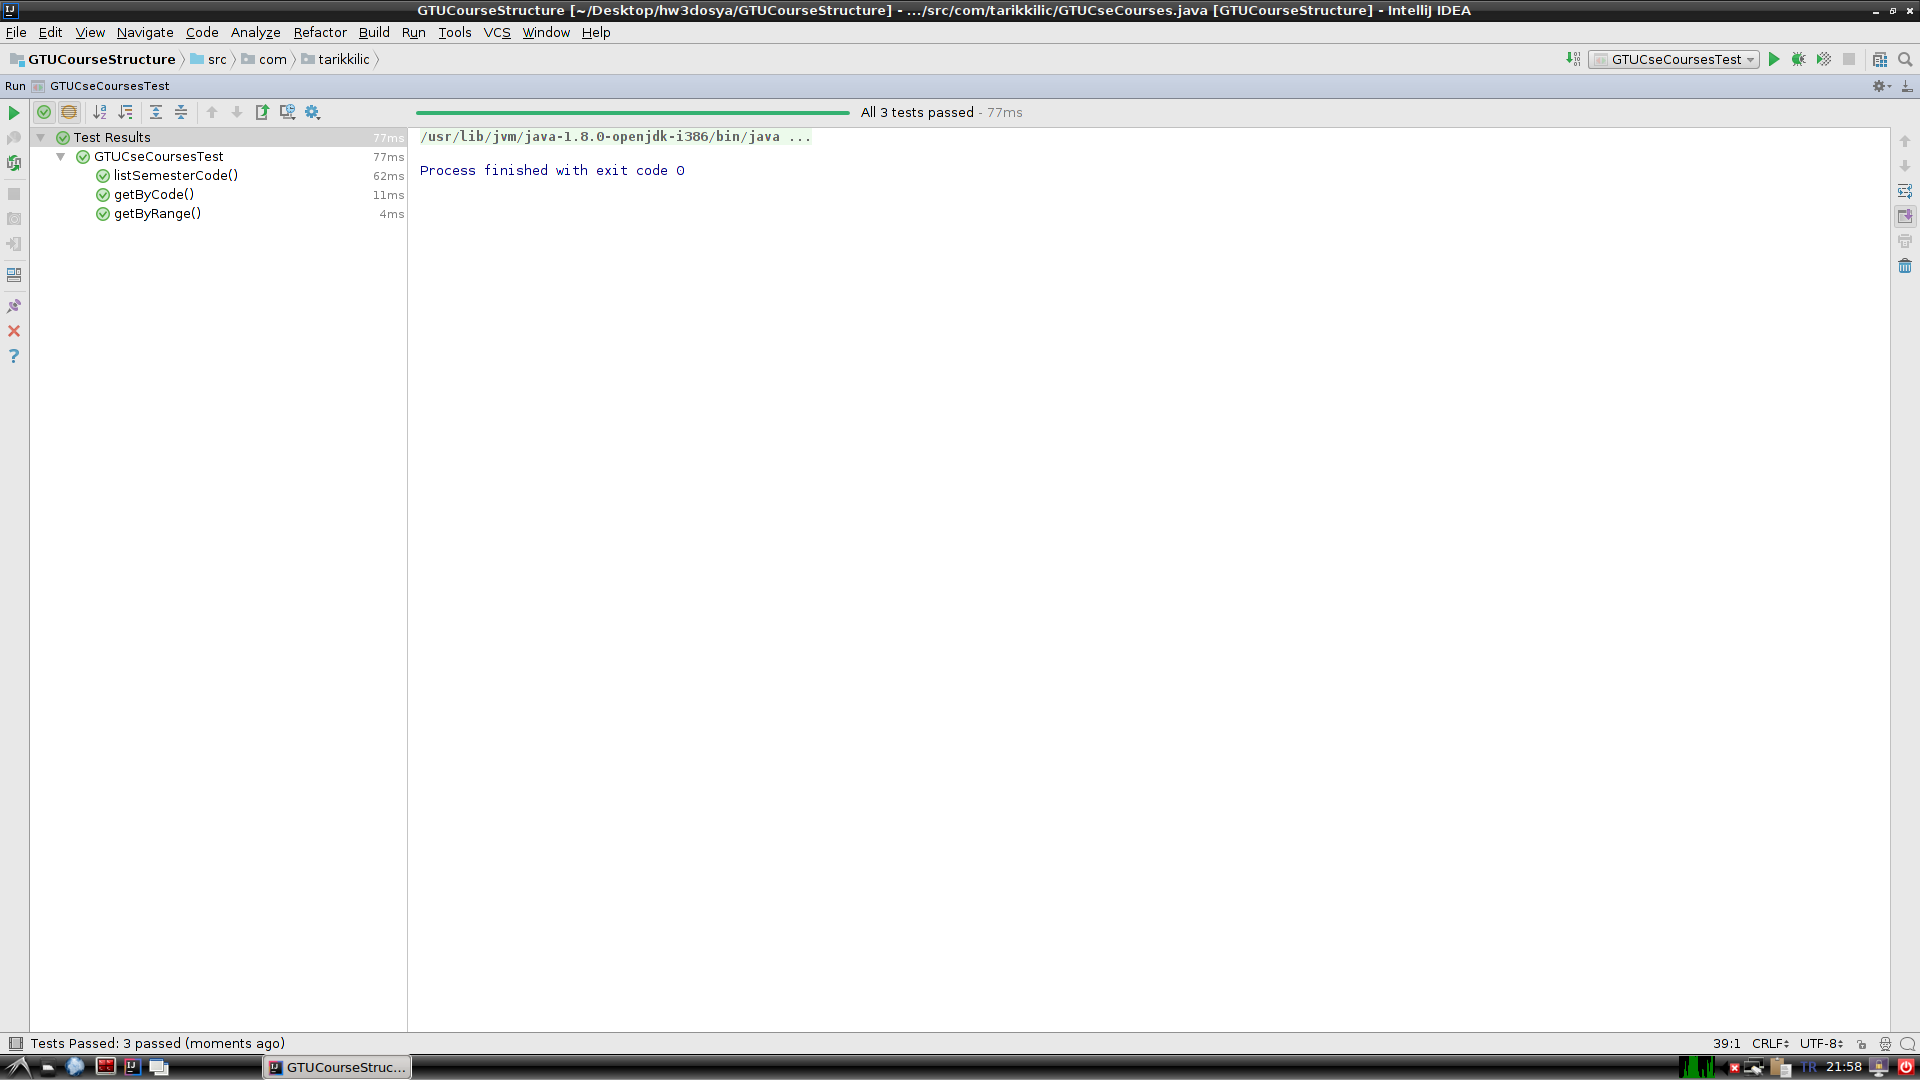 GTUCourseStructure [~/Desktop/hw3dosya/GTUCourseStructure] - .../src/com/tarikkilic/GTUCseCourses.java [GTUCourseStructure] - IntelliJ IDEA
File Edit View Navigate Code Analyze Refactor Build Run Tools VCS Window Help
GTUCourseStructure src com tarikkilic GTUCseCoursesTest
Run GTUCseCoursesTest
All 3 tests passed - 77ms
Test Results 77ms
GTUCseCoursesTest 77ms
listSemesterCode() 62ms
getByCode() 11ms
getByRange() 4ms
/usr/lib/jvm/java-1.8.0-openjdk-i386/bin/java ...
Process finished with exit code 0
Tests Passed: 3 passed (moments ago) 39:1 CRLF UTF-8
GTUCourseStruc... TR 21:58